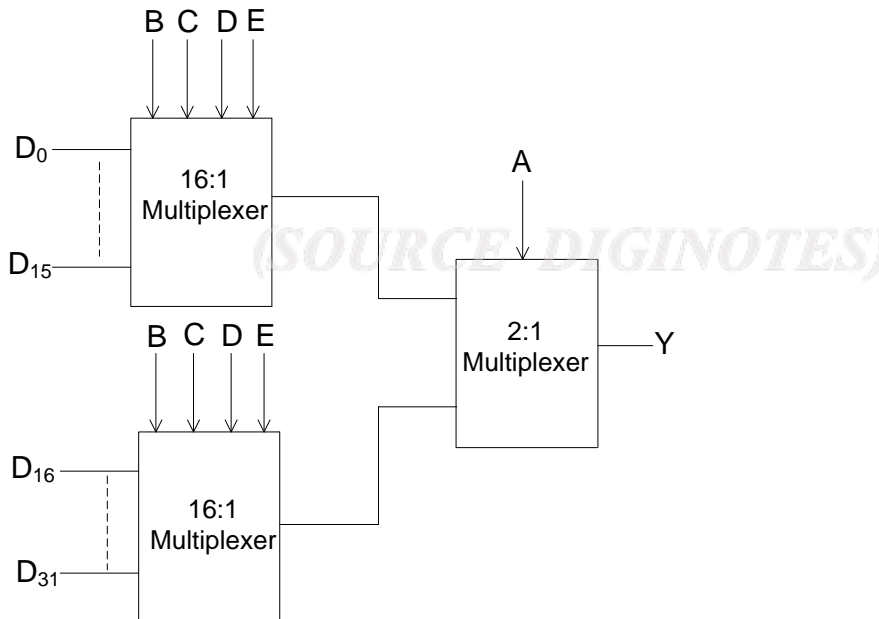 B C D E
D0
16:1
Multiplexer
D15
A
(SOURCE DIGINOTES)
2:1
Multiplexer
Y
B C D E
D16
16:1
Multiplexer
D31